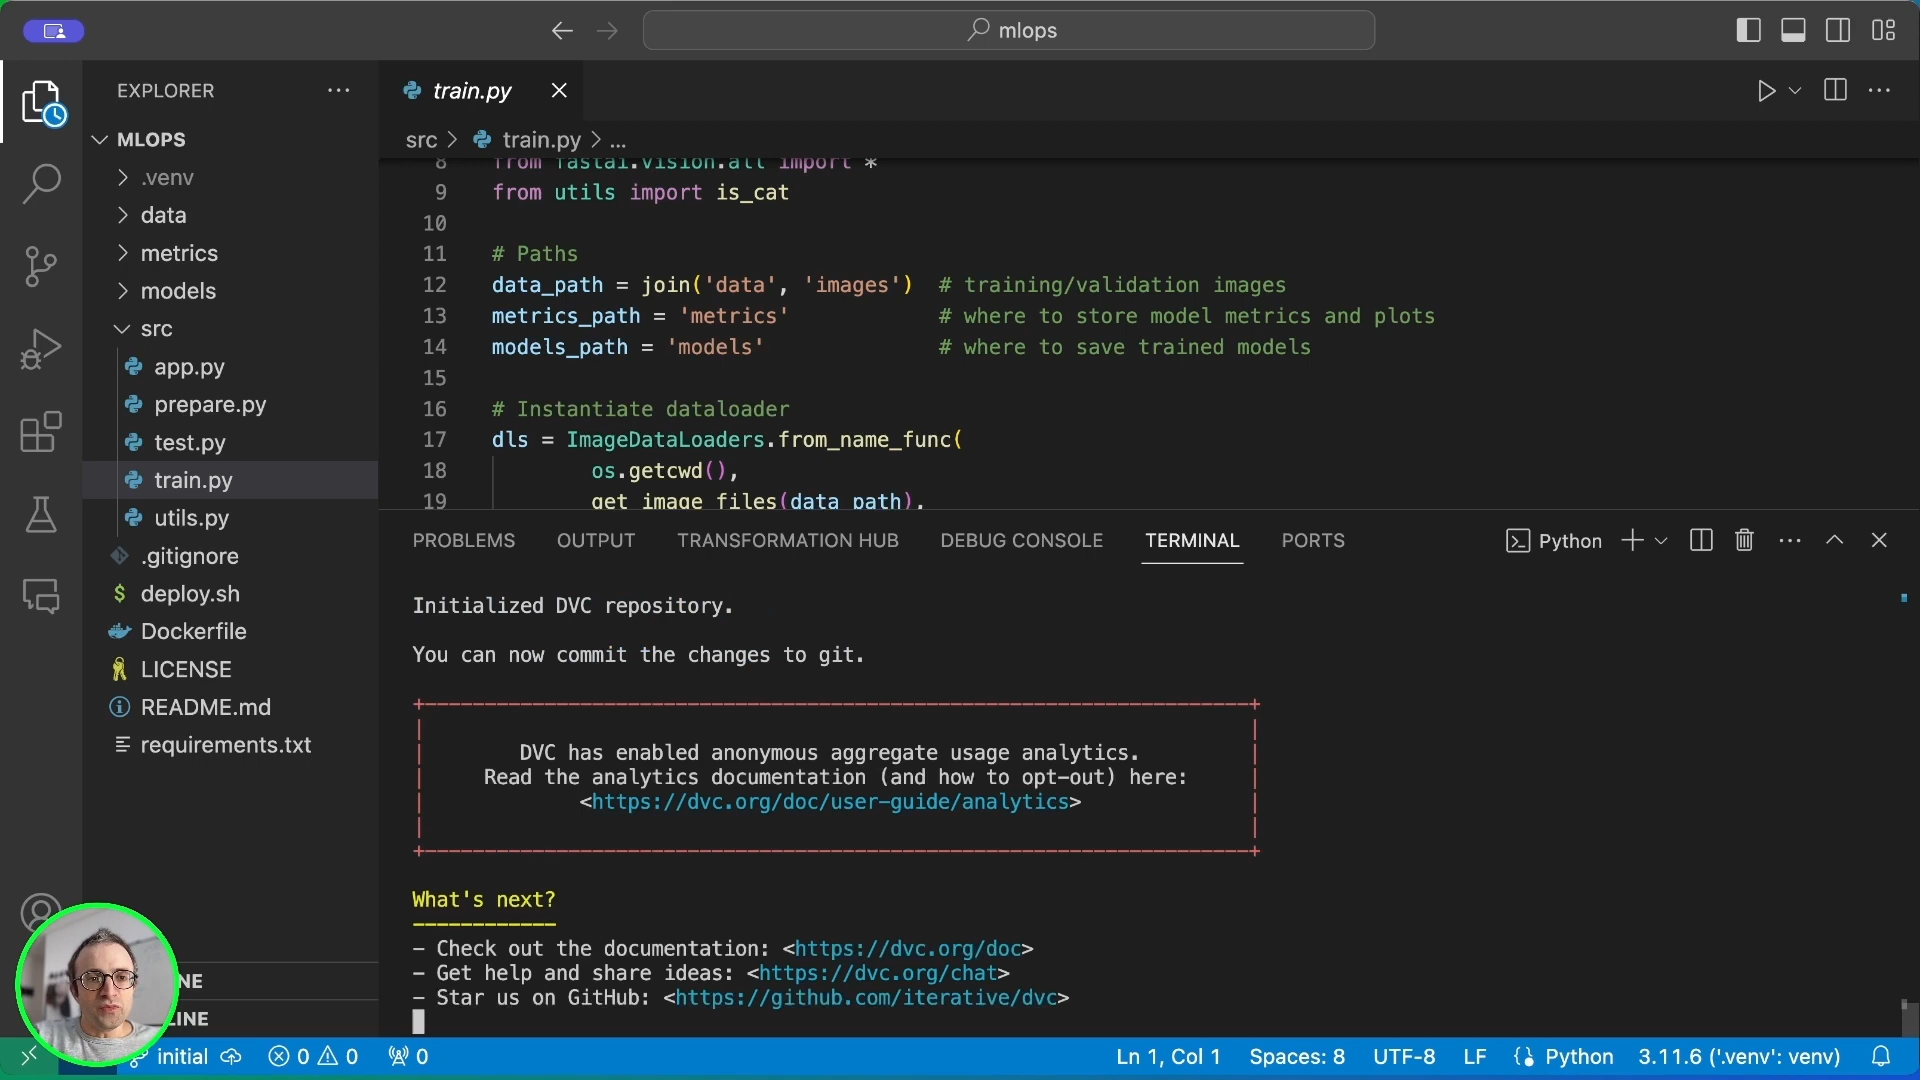 mlops
EXPLORER
MLOPS
.venv
data
metrics
models
src
app.py
prepare.py
test.py
train.py
utils.py
.gitignore
deploy.sh
Dockerfile
LICENSE
README.md
requirements.txt
NE
LINE
train.py
src > train.py > ...
8 from fastai.vision.all import *
9 from utils import is_cat
10
11 # Paths
12 data_path = join('data', 'images') # training/validation images
13 metrics_path = 'metrics' # where to store model metrics and plots
14 models_path = 'models' # where to save trained models
15
16 # Instantiate dataloader
17 dls = ImageDataLoaders.from_name_func(
18 os.getcwd(),
19 get_image_files(data_path),
PROBLEMS OUTPUT TRANSFORMATION HUB DEBUG CONSOLE TERMINAL PORTS Python
Initialized DVC repository.
You can now commit the changes to git.
DVC has enabled anonymous aggregate usage analytics.
Read the analytics documentation (and how to opt-out) here:
<https://dvc.org/doc/user-guide/analytics>
What's next?
------------
- Check out the documentation: <https://dvc.org/doc>
- Get help and share ideas: <https://dvc.org/chat>
- Star us on GitHub: <https://github.com/iterative/dvc>
initial 0 0 0 Ln 1, Col 1 Spaces: 8 UTF-8 LF Python 3.11.6 ('.venv': venv)